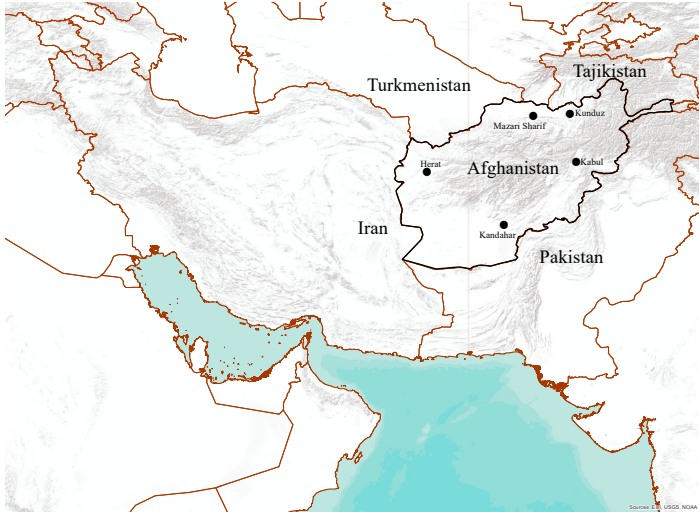 Tajikistan
Turkmenistan
Kunduz
Mazari Sharif
Herat
Afghanistan
Kabul
Iran
Kandahar
Pakistan
Sources: Esri, USGS, NOAA